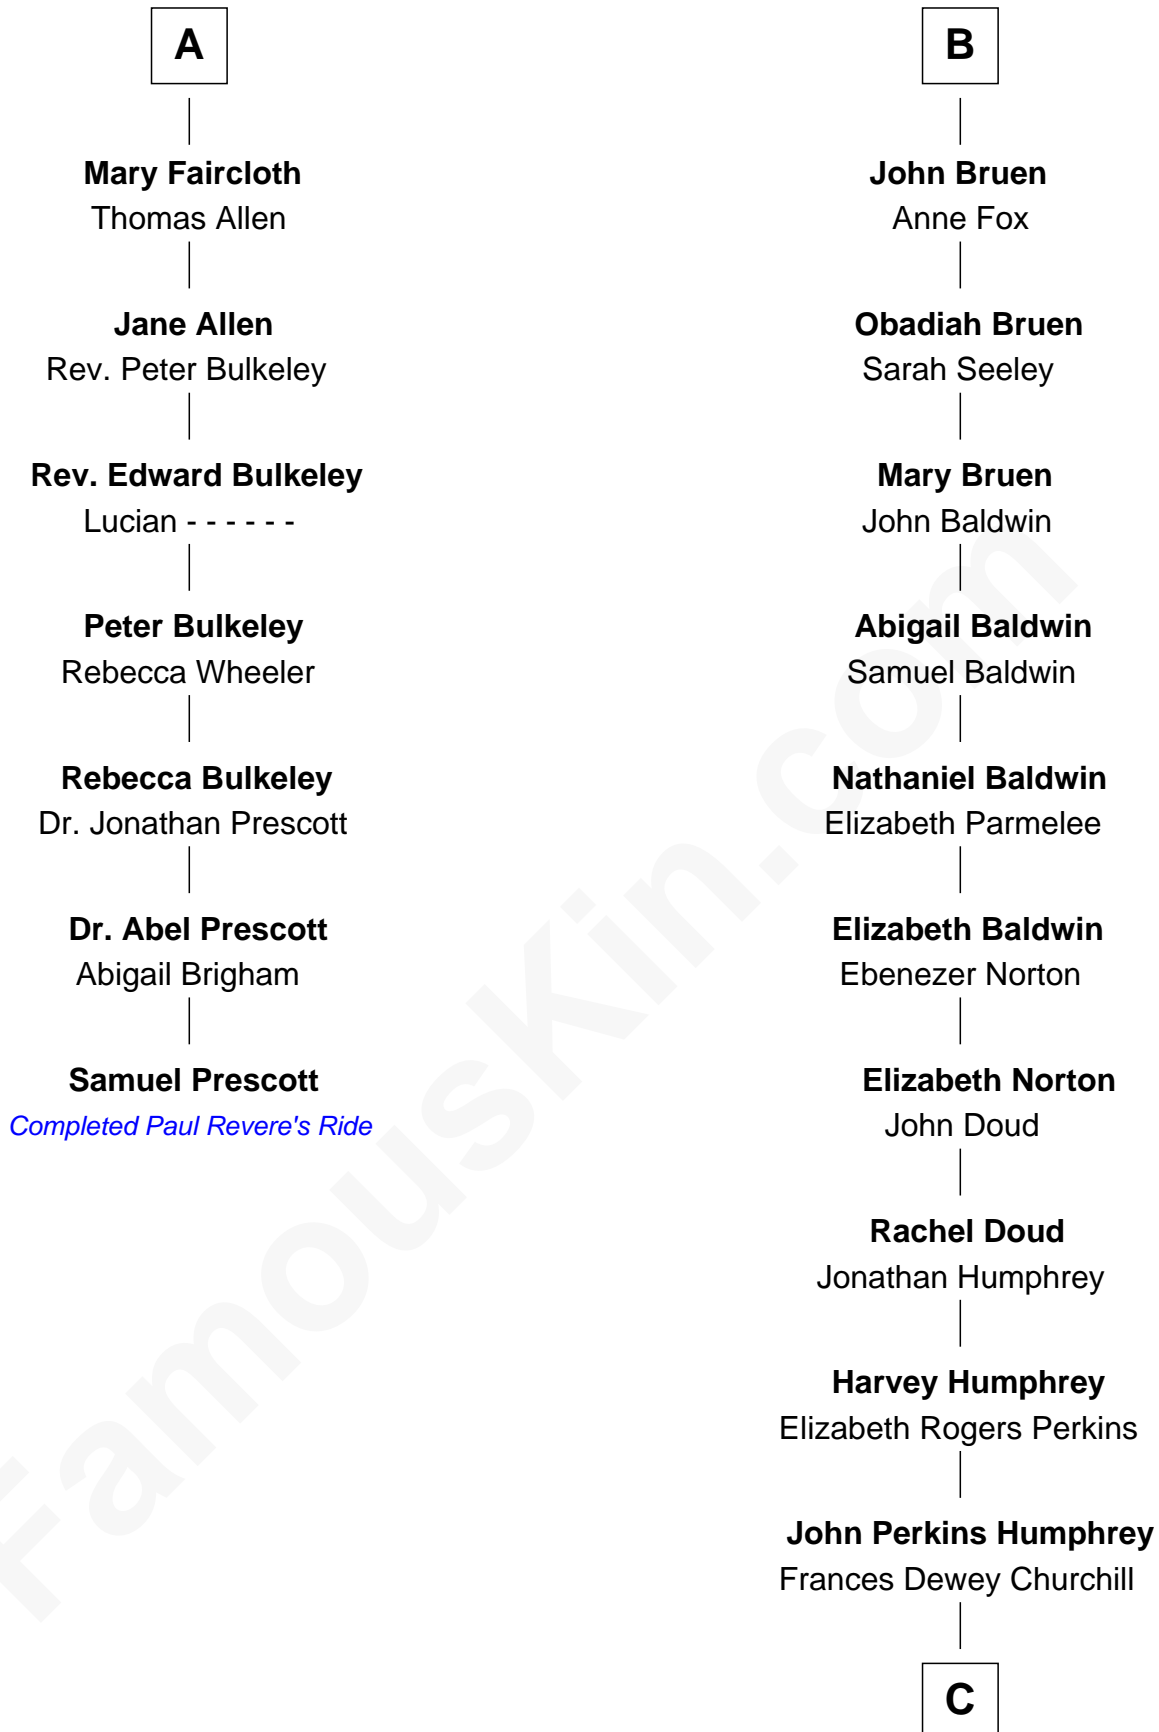 A
Mary Faircloth
Thomas Allen
Jane Allen
Rev. Peter Bulkeley
Rev. Edward Bulkeley
Lucian - - - - - -
Peter Bulkeley
Rebecca Wheeler
Rebecca Bulkeley
Dr. Jonathan Prescott
Dr. Abel Prescott
Abigail Brigham
Samuel Prescott
Completed Paul Revere's Ride
B
John Bruen
Anne Fox
Obadiah Bruen
Sarah Seeley
Mary Bruen
John Baldwin
Abigail Baldwin
Samuel Baldwin
Nathaniel Baldwin
Elizabeth Parmelee
Elizabeth Baldwin
Ebenezer Norton
Elizabeth Norton
John Doud
Rachel Doud
Jonathan Humphrey
Harvey Humphrey
Elizabeth Rogers Perkins
John Perkins Humphrey
Frances Dewey Churchill
C
FamousKin.com